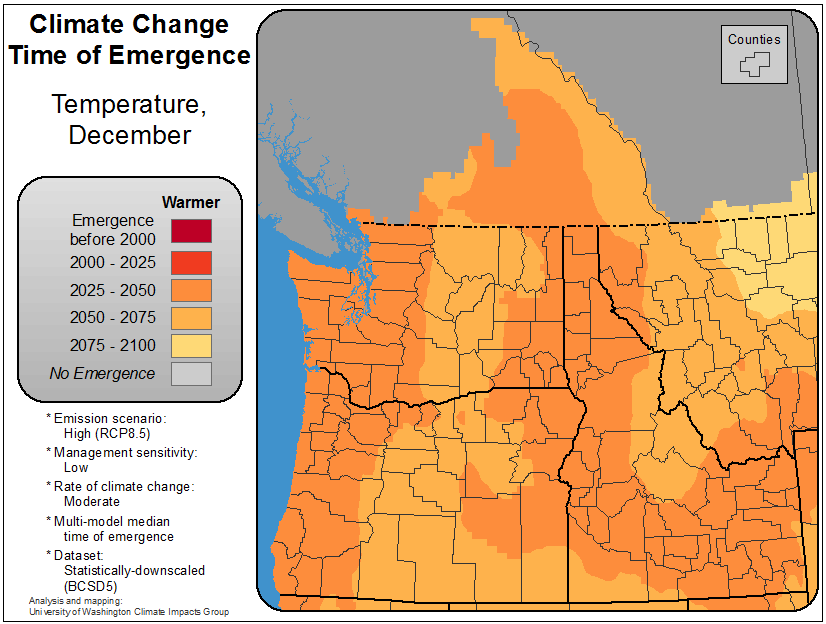 Climate Change
Time of Emergence
Temperature,
December
Counties
Warmer
Emergence
before 2000
2000 - 2025
2025 - 2050
2050 - 2075
2075 - 2100
No Emergence
* Emission scenario:
High (RCP8.5)
* Management sensitivity:
Low
* Rate of climate change:
Moderate
* Multi-model median
time of emergence
* Dataset:
Statistically-downscaled
(BCSD5)
Analysis and mapping:
University of Washington Climate Impacts Group